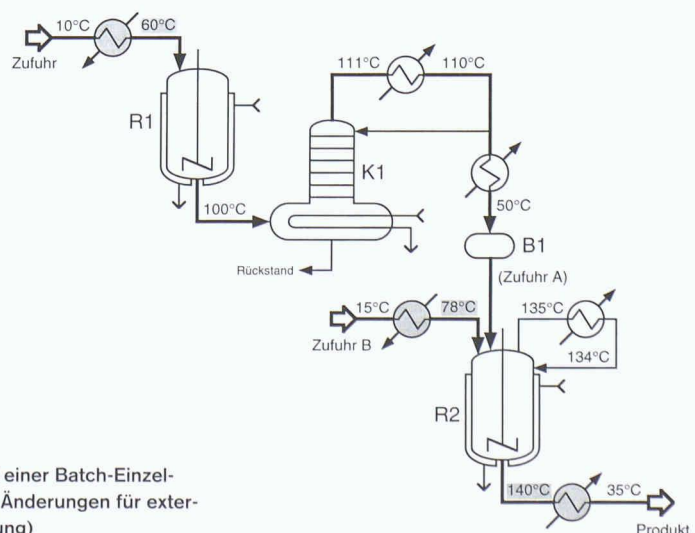 10°C
60°C
Zufuhr
111°C
110°C
R1
K1
100°C
50°C
B1
Rückstand
(Zufuhr A)
15°C
78°C
135°C
Zufuhr B
134°C
R2
einer Batch-Einzel-
Änderungen für exter-
ung)
140°C
35°C
Produkt